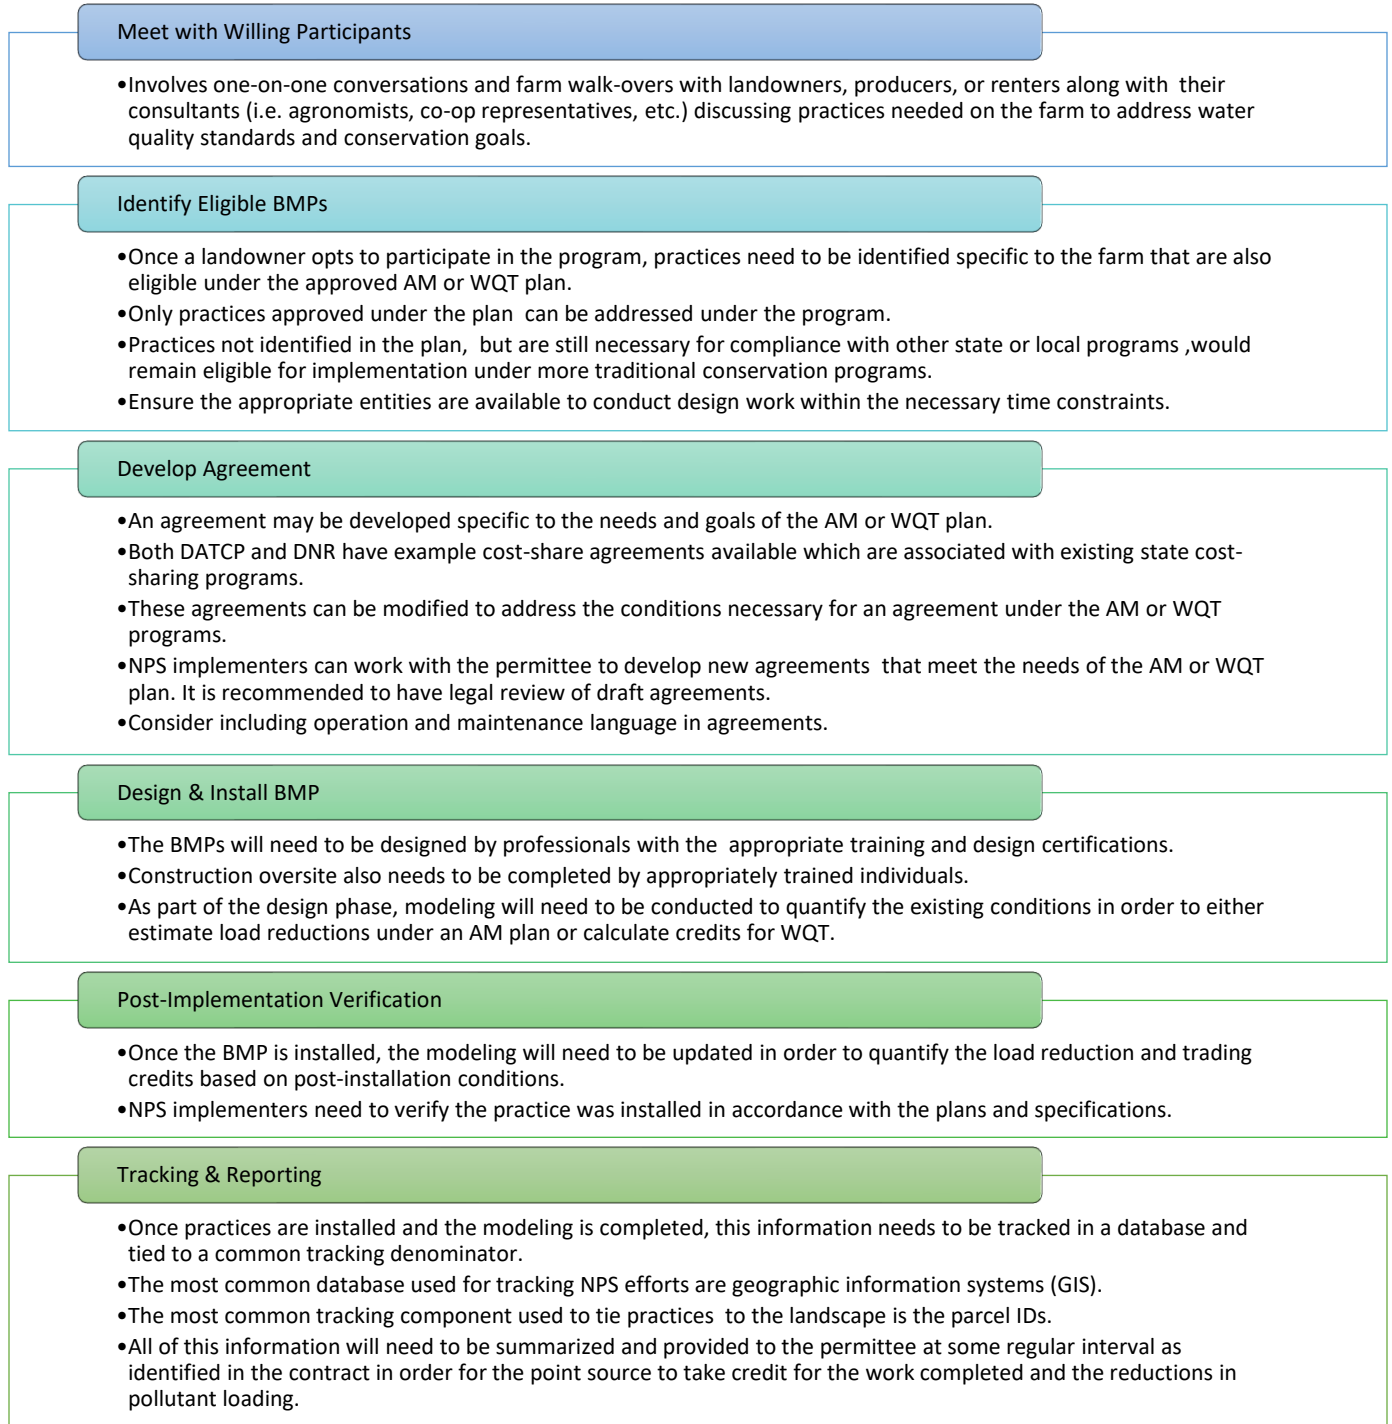 Meet with Willing Participants
•Involves one-on-one conversations and farm walk-overs with landowners, producers, or renters along with  their
consultants (i.e. agronomists, co-op representatives, etc.) discussing practices needed on the farm to address water
quality standards and conservation goals.
Identify Eligible BMPs
•Once a landowner opts to participate in the program, practices need to be identified specific to the farm that are also
eligible under the approved AM or WQT plan.
•Only practices approved under the plan  can be addressed under the program.
•Practices not identified in the plan,  but are still necessary for compliance with other state or local programs ,would
remain eligible for implementation under more traditional conservation programs.
•Ensure the appropriate entities are available to conduct design work within the necessary time constraints.
Develop Agreement
•An agreement may be developed specific to the needs and goals of the AM or WQT plan.
•Both DATCP and DNR have example cost-share agreements available which are associated with existing state cost-
sharing programs.
•These agreements can be modified to address the conditions necessary for an agreement under the AM or WQT
programs.
•NPS implementers can work with the permittee to develop new agreements  that meet the needs of the AM or WQT
plan. It is recommended to have legal review of draft agreements.
•Consider including operation and maintenance language in agreements.
Design & Install BMP
•The BMPs will need to be designed by professionals with the  appropriate training and design certifications.
•Construction oversite also needs to be completed by appropriately trained individuals.
•As part of the design phase, modeling will need to be conducted to quantify the existing conditions in order to either
estimate load reductions under an AM plan or calculate credits for WQT.
Post-Implementation Verification
•Once the BMP is installed, the modeling will need to be updated in order to quantify the load reduction and trading
credits based on post-installation conditions.
•NPS implementers need to verify the practice was installed in accordance with the plans and specifications.
Tracking & Reporting
•Once practices are installed and the modeling is completed, this information needs to be tracked in a database and
tied to a common tracking denominator.
•The most common database used for tracking NPS efforts are geographic information systems (GIS).
•The most common tracking component used to tie practices  to the landscape is the parcel IDs.
•All of this information will need to be summarized and provided to the permittee at some regular interval as
identified in the contract in order for the point source to take credit for the work completed and the reductions in
pollutant loading.